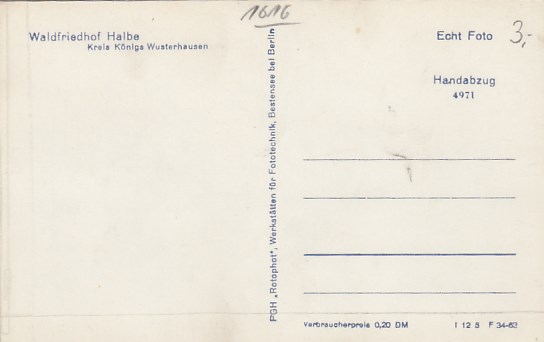 1616
Waldfriedhof Halbe
Kreis Königs Wusterhausen
Echt Foto
3,-
Handabzug
4971
PGH „Rotophot“, Werkstätten für Fototechnik, Bestensee bei Berlin
Verbraucherpreis 0,20 DM
I 12 5 F 34-62